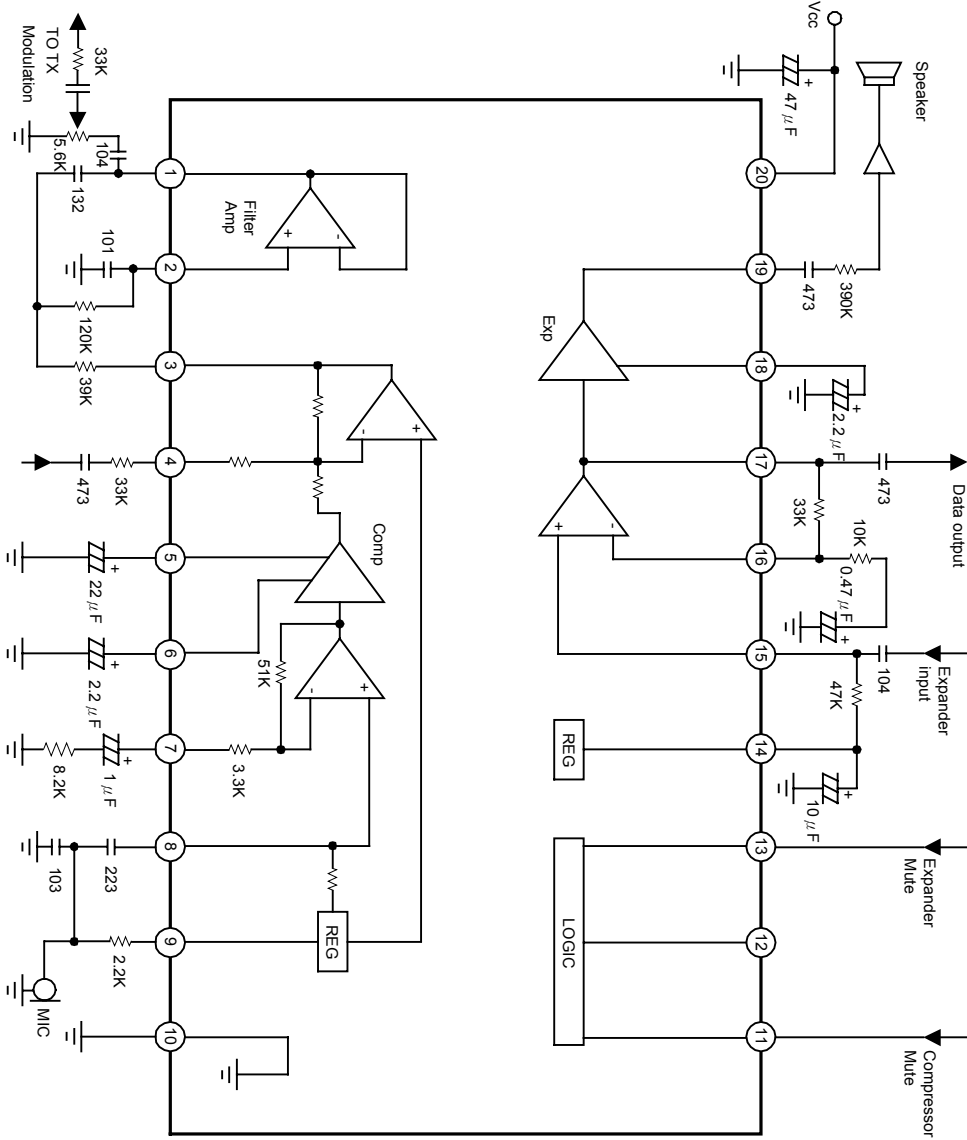 Data output
Expander
input
Expander
Mute
Compressor
Mute
Speaker
Vcc
47 μF
390K
473
2.2 μF
473
33K
10K
0.47 μF
104
47K
10 μF
+
+
+
+
20
19
18
17
16
15
14
13
12
11
Exp
+
-
REG
LOGIC
Filter
Amp
+
-
-
+
Comp
51K
-
+
3.3K
REG
1
2
3
4
5
6
7
8
9
10
33K
TO TX
Modulation
5.6K
104
132
101
120K
39K
473
33K
+
22 μF
+
2.2 μF
+
1 μF
8.2K
223
103
2.2K
MIC